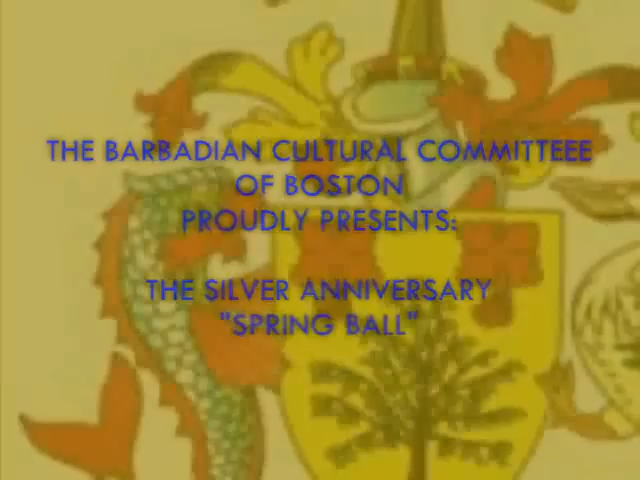 THE BARBADIAN CULTURAL COMMITTEEE
OF BOSTON
PROUDLY PRESENTS:
THE SILVER ANNIVERSARY
"SPRING BALL"